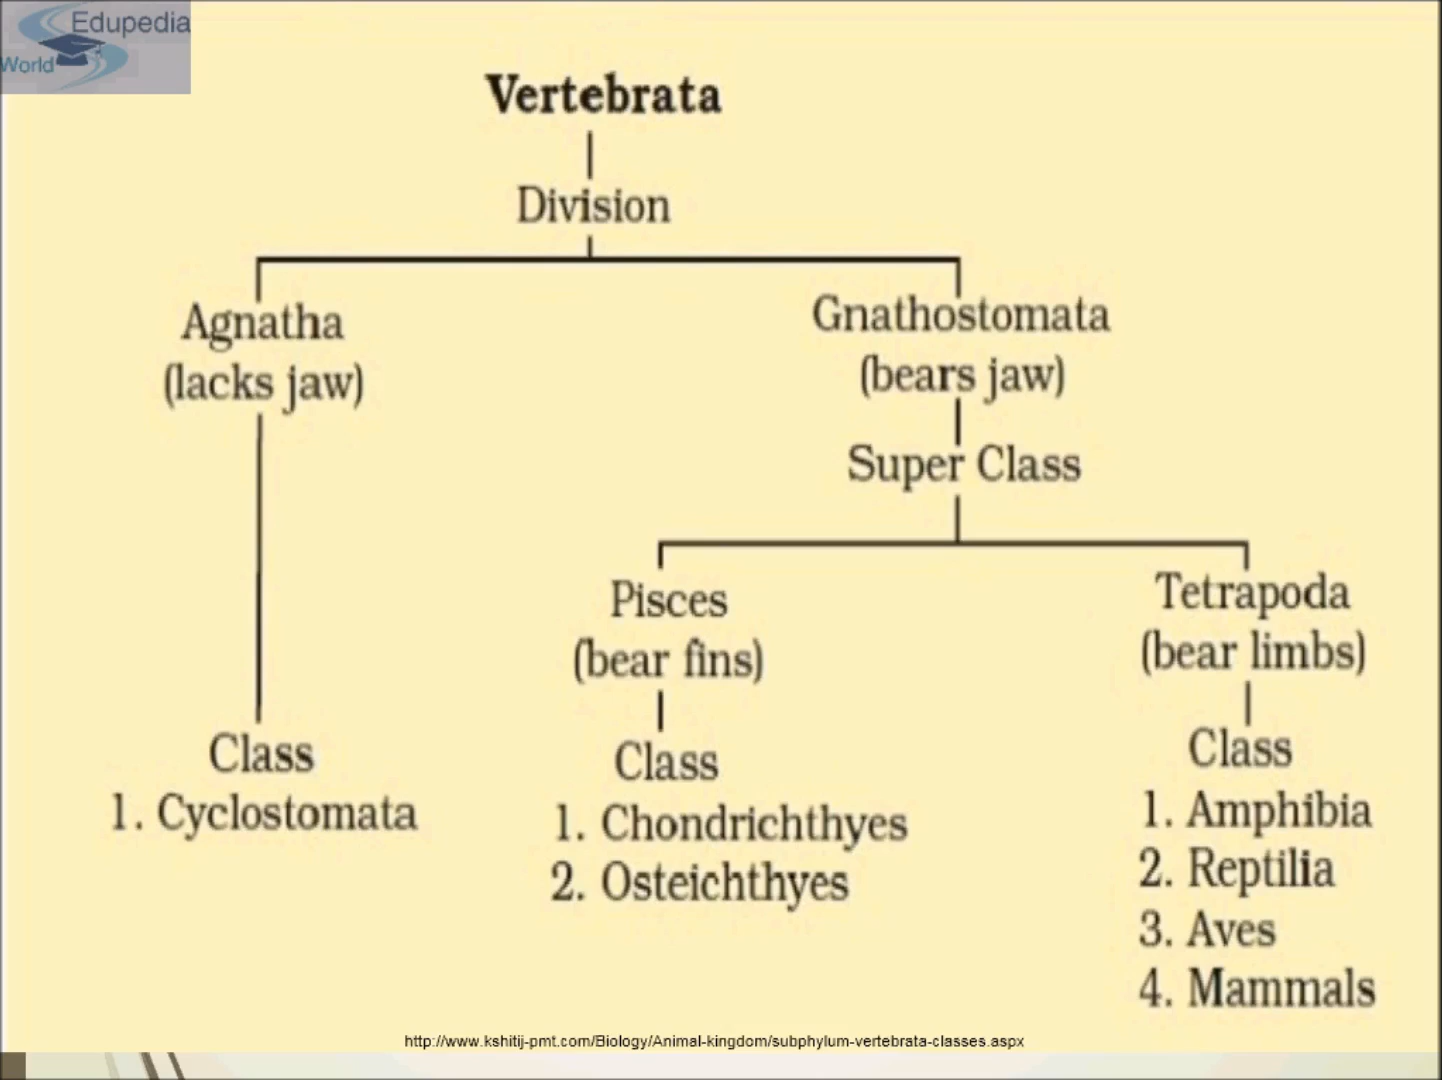 Edupedia
World
Vertebrata
Division
Agnatha
(lacks jaw)
Gnathostomata
(bears jaw)
Super Class
Pisces
(bear fins)
Tetrapoda
(bear limbs)
Class
1. Cyclostomata
Class
1. Chondrichthyes
2. Osteichthyes
Class
1. Amphibia
2. Reptilia
3. Aves
4. Mammals
http://www.kshitij-pmt.com/Biology/Animal-kingdom/subphylum-vertebrata-classes.aspx